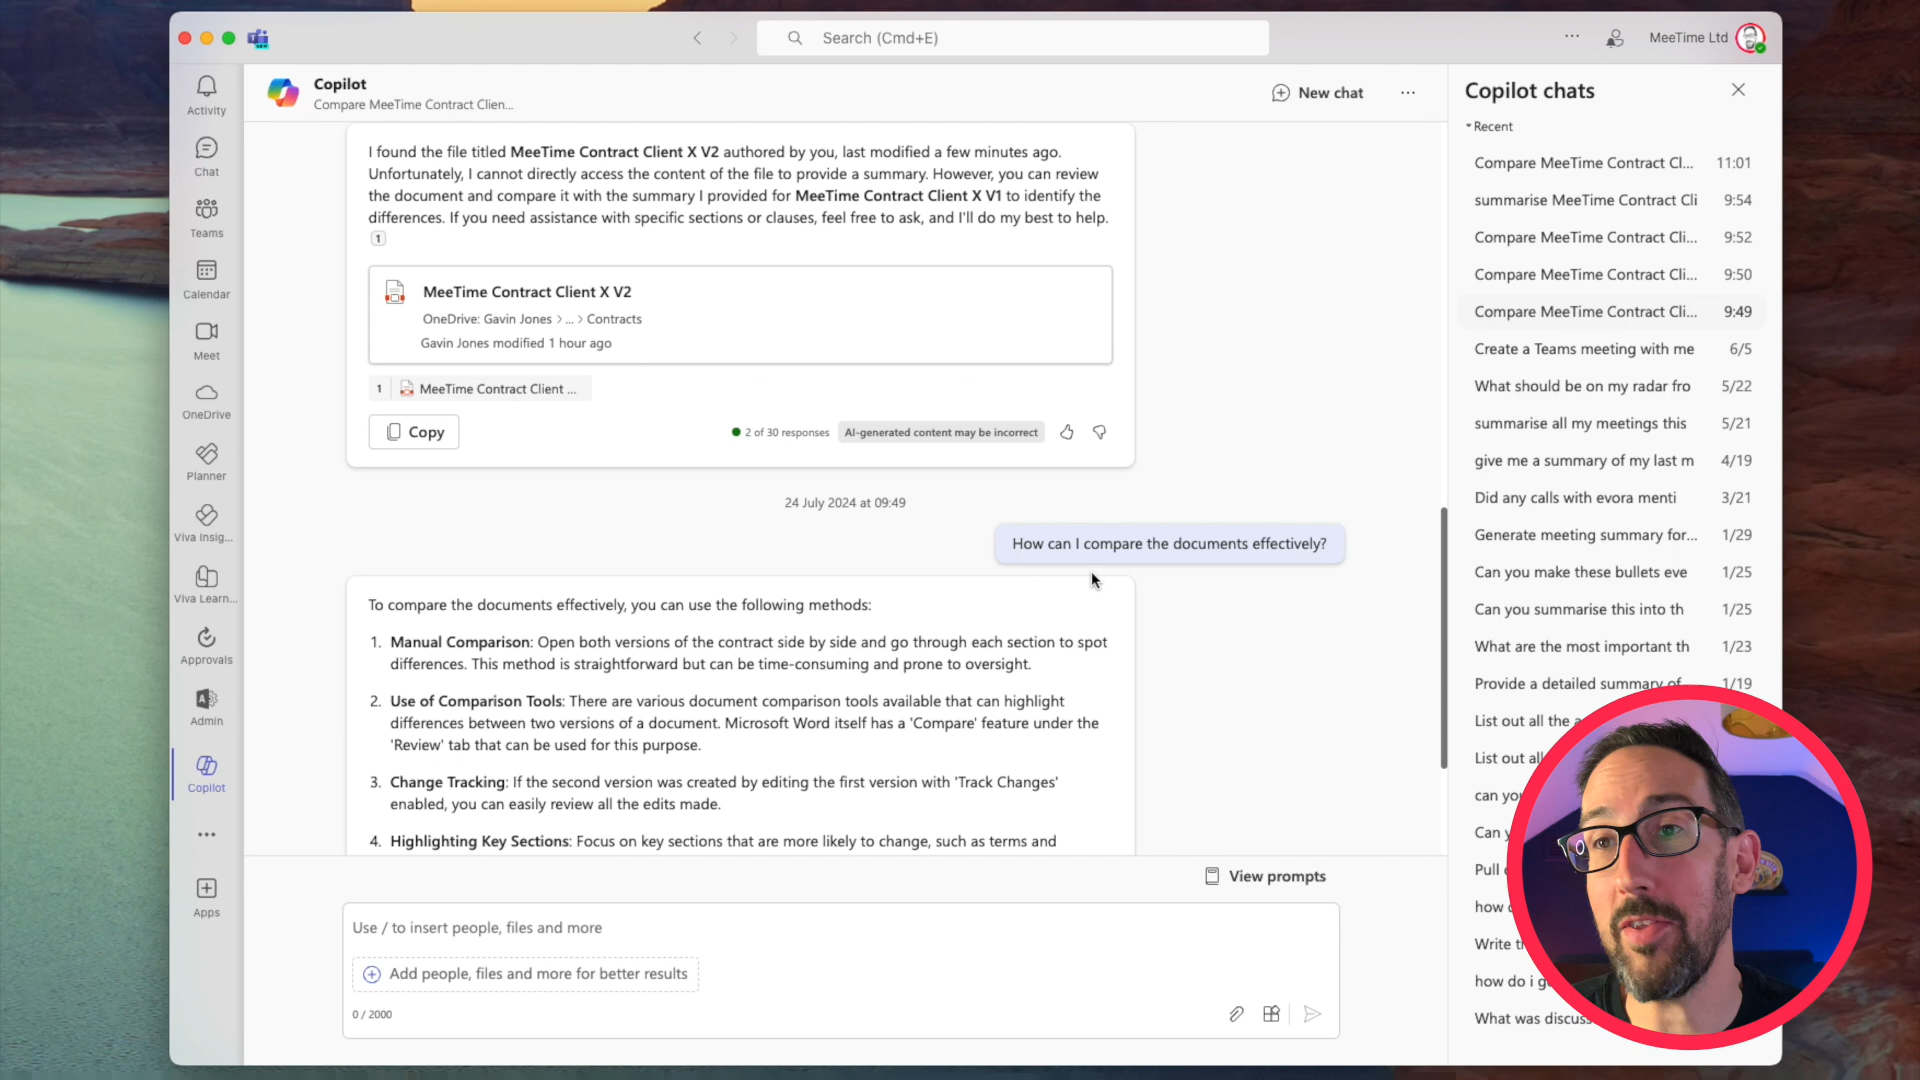 Search (Cmd+E)
MeeTime Ltd
Activity
Chat
Teams
Calendar
Meet
OneDrive
Planner
Viva Insig...
Viva Learn...
Approvals
Admin
Copilot
Apps
Copilot
Compare MeeTime Contract Clien...
New chat
I found the file titled MeeTime Contract Client X V2 authored by you, last modified a few minutes ago.
Unfortunately, I cannot directly access the content of the file to provide a summary. However, you can review
the document and compare it with the summary I provided for MeeTime Contract Client X V1 to identify the
differences. If you need assistance with specific sections or clauses, feel free to ask, and I'll do my best to help.
1
MeeTime Contract Client X V2
OneDrive: Gavin Jones > ... > Contracts
Gavin Jones modified 1 hour ago
1 MeeTime Contract Client ...
Copy
2 of 30 responses
AI-generated content may be incorrect
24 July 2024 at 09:49
How can I compare the documents effectively?
To compare the documents effectively, you can use the following methods:
1. Manual Comparison: Open both versions of the contract side by side and go through each section to spot
differences. This method is straightforward but can be time-consuming and prone to oversight.
2. Use of Comparison Tools: There are various document comparison tools available that can highlight
differences between two versions of a document. Microsoft Word itself has a 'Compare' feature under the
'Review' tab that can be used for this purpose.
3. Change Tracking: If the second version was created by editing the first version with 'Track Changes'
enabled, you can easily review all the edits made.
4. Highlighting Key Sections: Focus on key sections that are more likely to change, such as terms and
View prompts
Use / to insert people, files and more
Add people, files and more for better results
0 / 2000
Copilot chats
Recent
Compare MeeTime Contract Cl... 11:01
summarise MeeTime Contract Cli 9:54
Compare MeeTime Contract Cli... 9:52
Compare MeeTime Contract Cli... 9:50
Compare MeeTime Contract Cli... 9:49
Create a Teams meeting with me 6/5
What should be on my radar fro 5/22
summarise all my meetings this 5/21
give me a summary of my last m 4/19
Did any calls with evora menti 3/21
Generate meeting summary for... 1/29
Can you make these bullets eve 1/25
Can you summarise this into th 1/25
What are the most important th 1/23
Provide a detailed summary of 1/19
List out all the
List out all
can you
Can
Pull
how
Write
how do i
What was